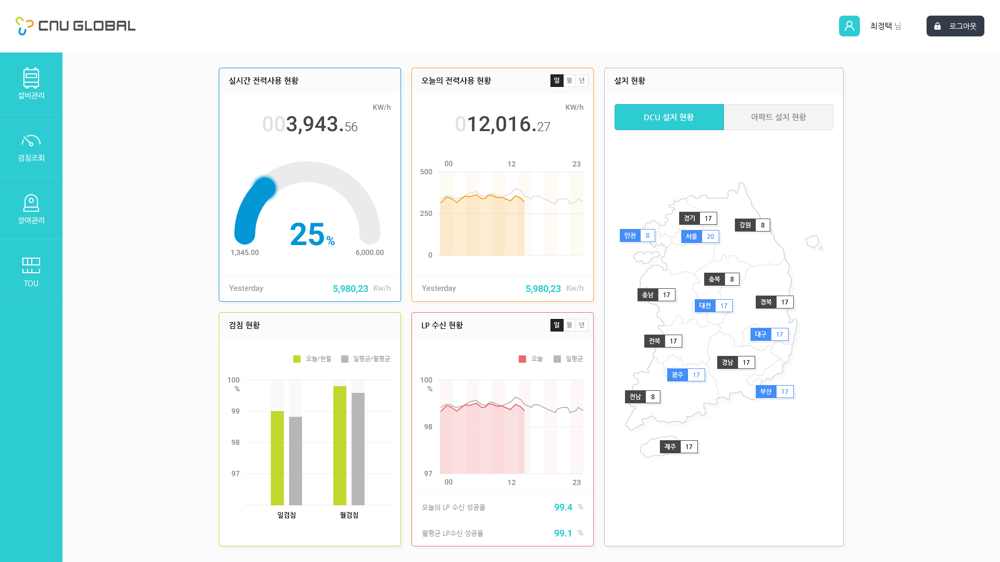 CNU GLOBAL
최정택 님
로그아웃
설비관리
검침조회
장애관리
TOU
실시간 전력사용 현황
KW/h
003,943.56
25%
1,345.00
6,000.00
Yesterday 5,980,23 Kw/h
오늘의 전력사용 현황
일 월 년
KW/h
012,016.27
00 12 23
500
250
0
Yesterday 5,980,23 Kw/h
검침 현황
오늘/현월 일평균/월평균
100
%
99
98
97
일검침 월검침
LP 수신 현황
일 월 년
오늘 일평균
100
%
98
97
00 12 23
오늘의 LP 수신 성공율 99.4 %
월평균 LP수신 성공율 99.1 %
설치 현황
DCU 설치 현황
아파트 설치 현황
경기 17
강원 8
인천 8
서울 20
충북 8
충남 17
경북 17
대전 17
대구 17
전북 17
경남 17
광주 17
부산 17
전남 8
제주 17